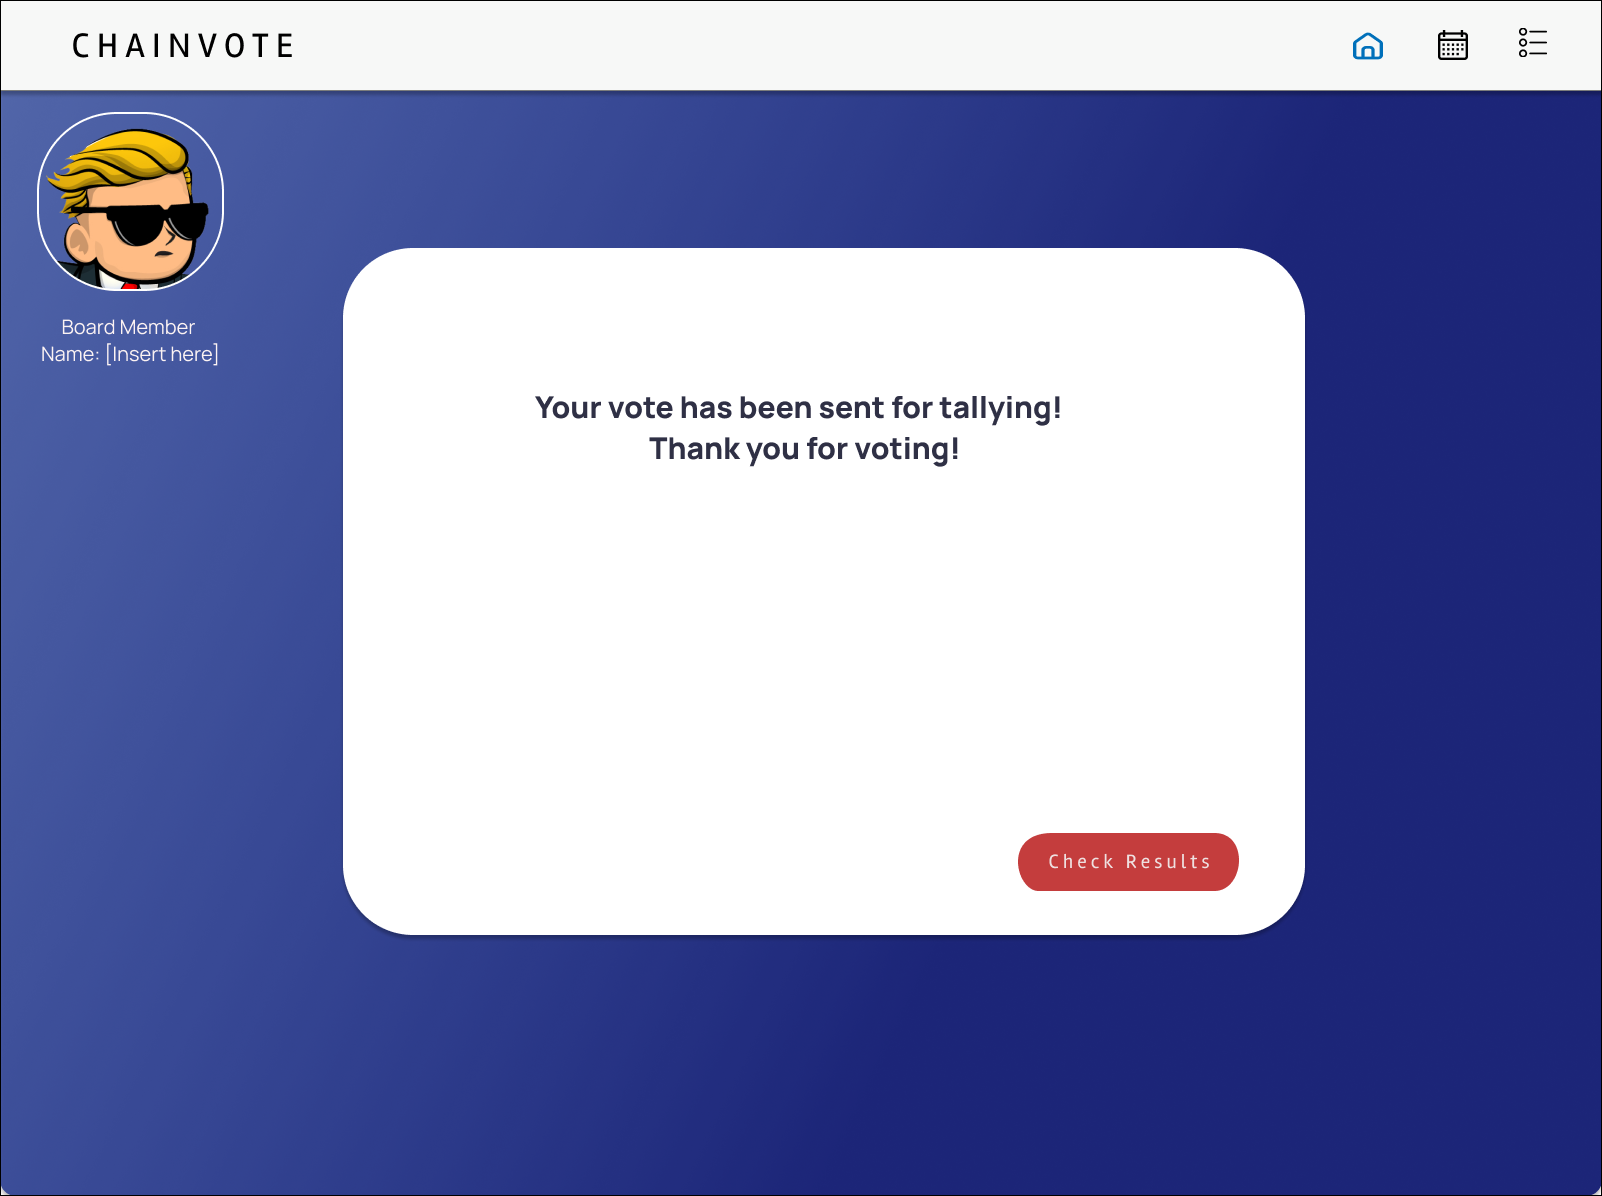 CHAINVOTE
Board Member
Name: [Insert here]
Your vote has been sent for tallying!
Thank you for voting!
Check Results